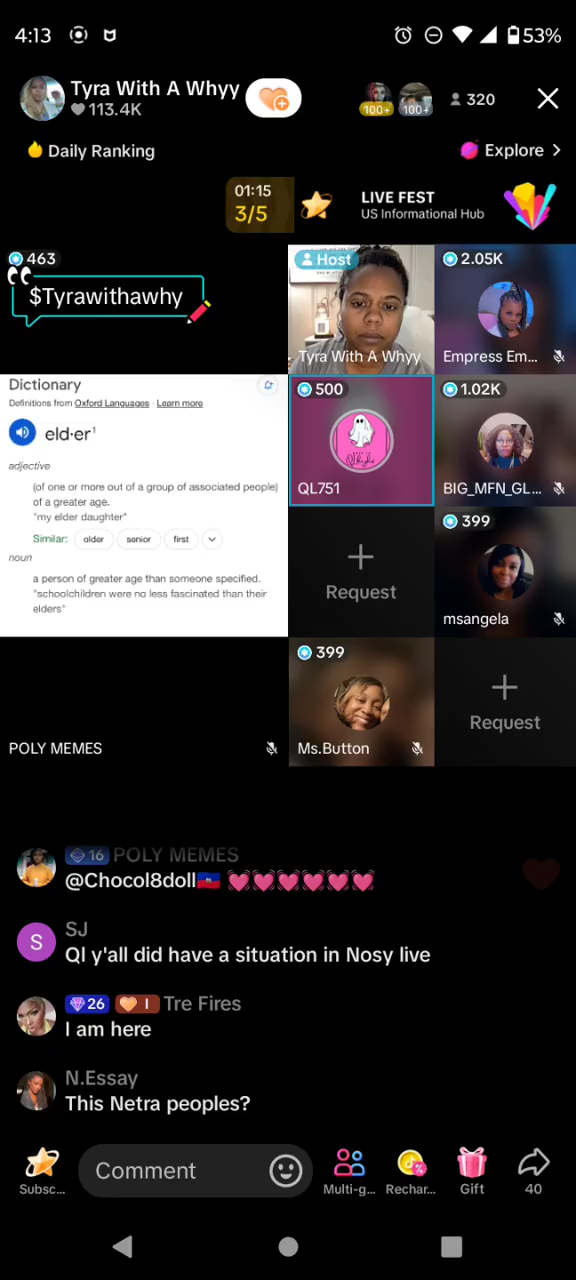 4:13
53%
Tyra With A Whyy
113.4K
100+
100+
320
Daily Ranking
Explore >
01:15
3/5
LIVE FEST
US Informational Hub
463
$Tyrawithawhy
Host
Tyra With A Whyy
2.05K
Empress Em...
Dictionary
Definitions from Oxford Languages · Learn more
eld·er¹
adjective
(of one or more out of a group of associated people)
of a greater age.
"my elder daughter"
Similar: older senior first
noun
a person of greater age than someone specified.
"schoolchildren were no less fascinated than their
elders"
500
QL751
1.02K
BIG_MFN_GL...
Request
399
msangela
POLY MEMES
399
Ms.Button
Request
16 POLY MEMES
@Chocol8doll🇭🇹 💓💓💓💓💓💓
S
SJ
Ql y'all did have a situation in Nosy live
26 I Tre Fires
I am here
N.Essay
This Netra peoples?
Comment
Subsc...
Multi-g...
Rechar...
Gift
40